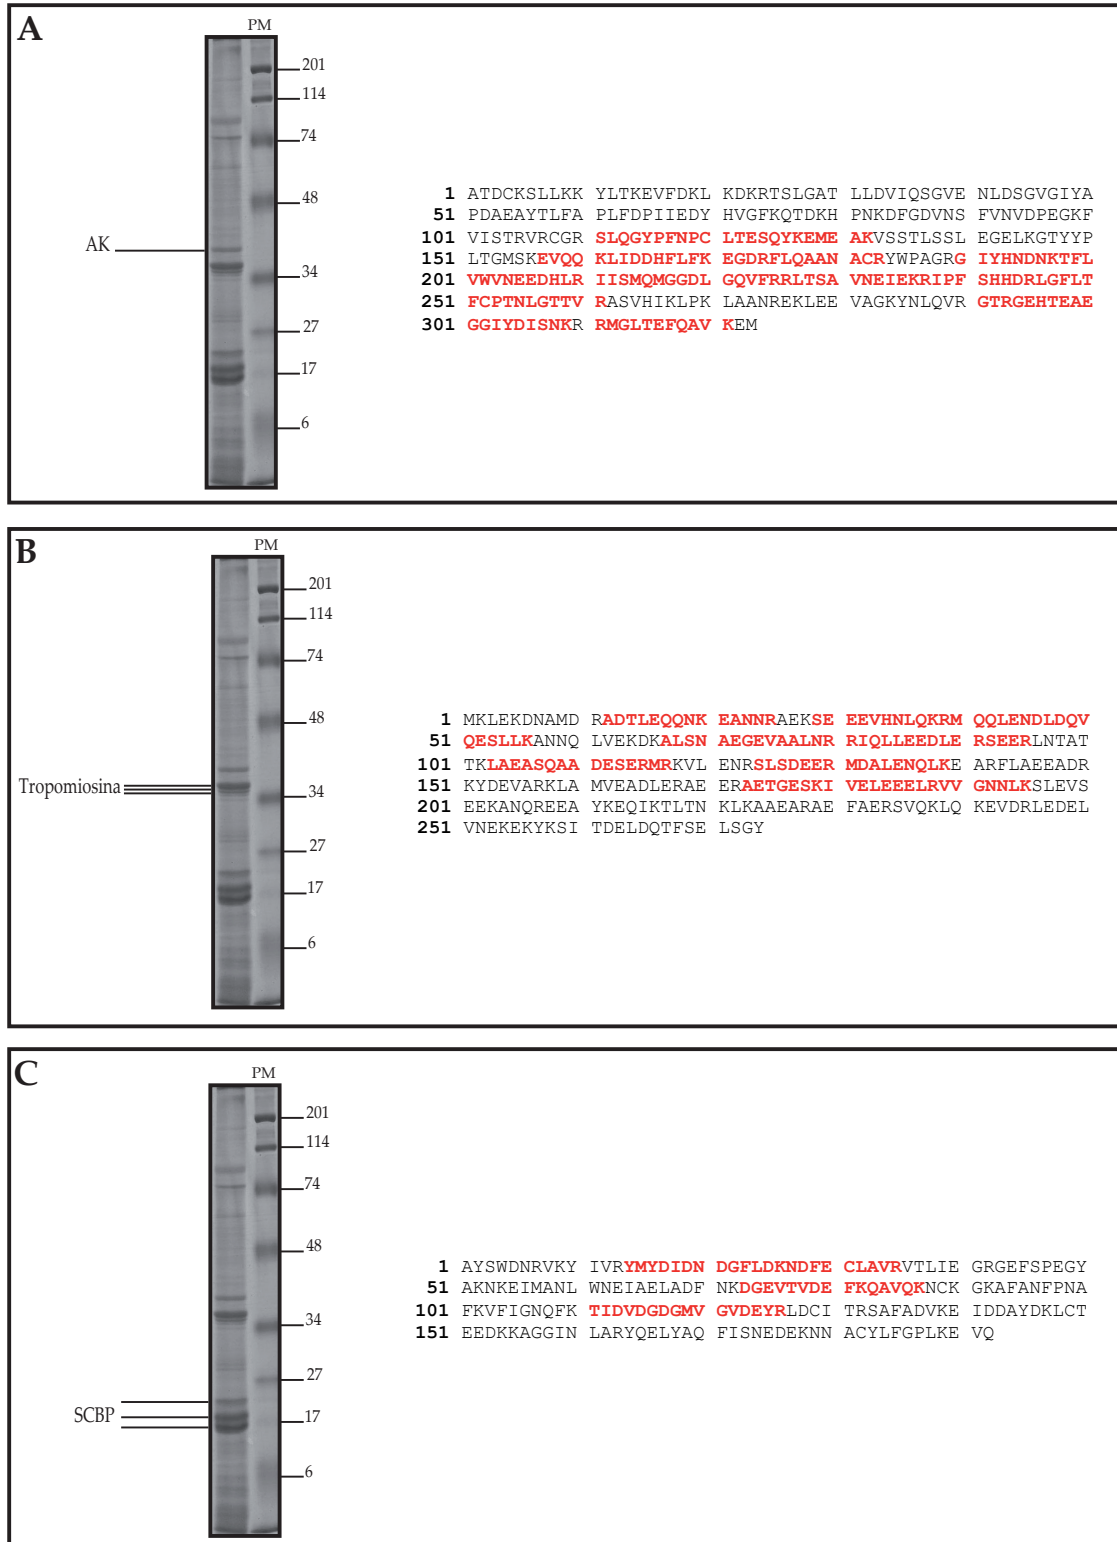 A
PM
201
114
74
48
AK
34
27
17
6
1 ATDCKSLLKK YLTKEVFDKL KDKRTSLGAT LLDVIQSGVE NLDSGVGIYA
51 PDAEAYTLFA PLFDPIIEDY HVGFKQTDKH PNKDFGDVNS FVNVDPEGKF
101 VISTRVRCGR SLQGYPFNPC LTESQYKEME AKVSSTLSSL EGELKGTYYP
151 LTGMSKEVQQ KLIDDHFLFK EGDRFLQAAN ACRYWPAGRG IYHNDNKTFL
201 VWVNEEDHLR IISMQMGGDL GQVFRRLTSA VNEIEKRIPF SHHDRLGFLT
251 FCPTNLGTTV RASVHIKLPK LAANREKLEE VAGKYNLQVR GTRGEHTEAE
301 GGIYDISNKR RMGLTEFQAV KEM
B
PM
201
114
74
48
Tropomiosina
34
27
17
6
1 MKLEKDNAMD RADTLEQQNK EANNRAEKSE EEVHNLQKRM QQLENDLDQV
51 QESLLKANNQ LVEKDKALSN AEGEVAALNR RIQLLEEDLE RSEERLNTAT
101 TKLAEASQAA DESERMRKVL ENRSLSDEER MDALENQLKE ARFLAEEADR
151 KYDEVARKLA MVEADLERAE ERAETGESKI VELEEELRVV GNNLKSLEVS
201 EEKANQREEA YKEQIKTLTN KLKAAEARAE FAERSVQKLQ KEVDRLEDEL
251 VNEKEKYKSI TDELDQTFSE LSGY
C
PM
201
114
74
48
34
27
SCBP
17
6
1 AYSWDNRVKY IVRYMYDIDN DGFLDKNDFE CLAVRVTLIE GRGEFSPEGY
51 AKNKEIMANL WNEIAELADF NKDGEVTVDE FKQAVQKNCK GKAFANFPNA
101 FKVFIGNQFK TIDVDGDGMV GVDEYRLDCI TRSAFADVKE IDDAYDKLCT
151 EEDKKAGGIN LARYQELYAQ FISNEDEKNN ACYLFGPLKE VQ